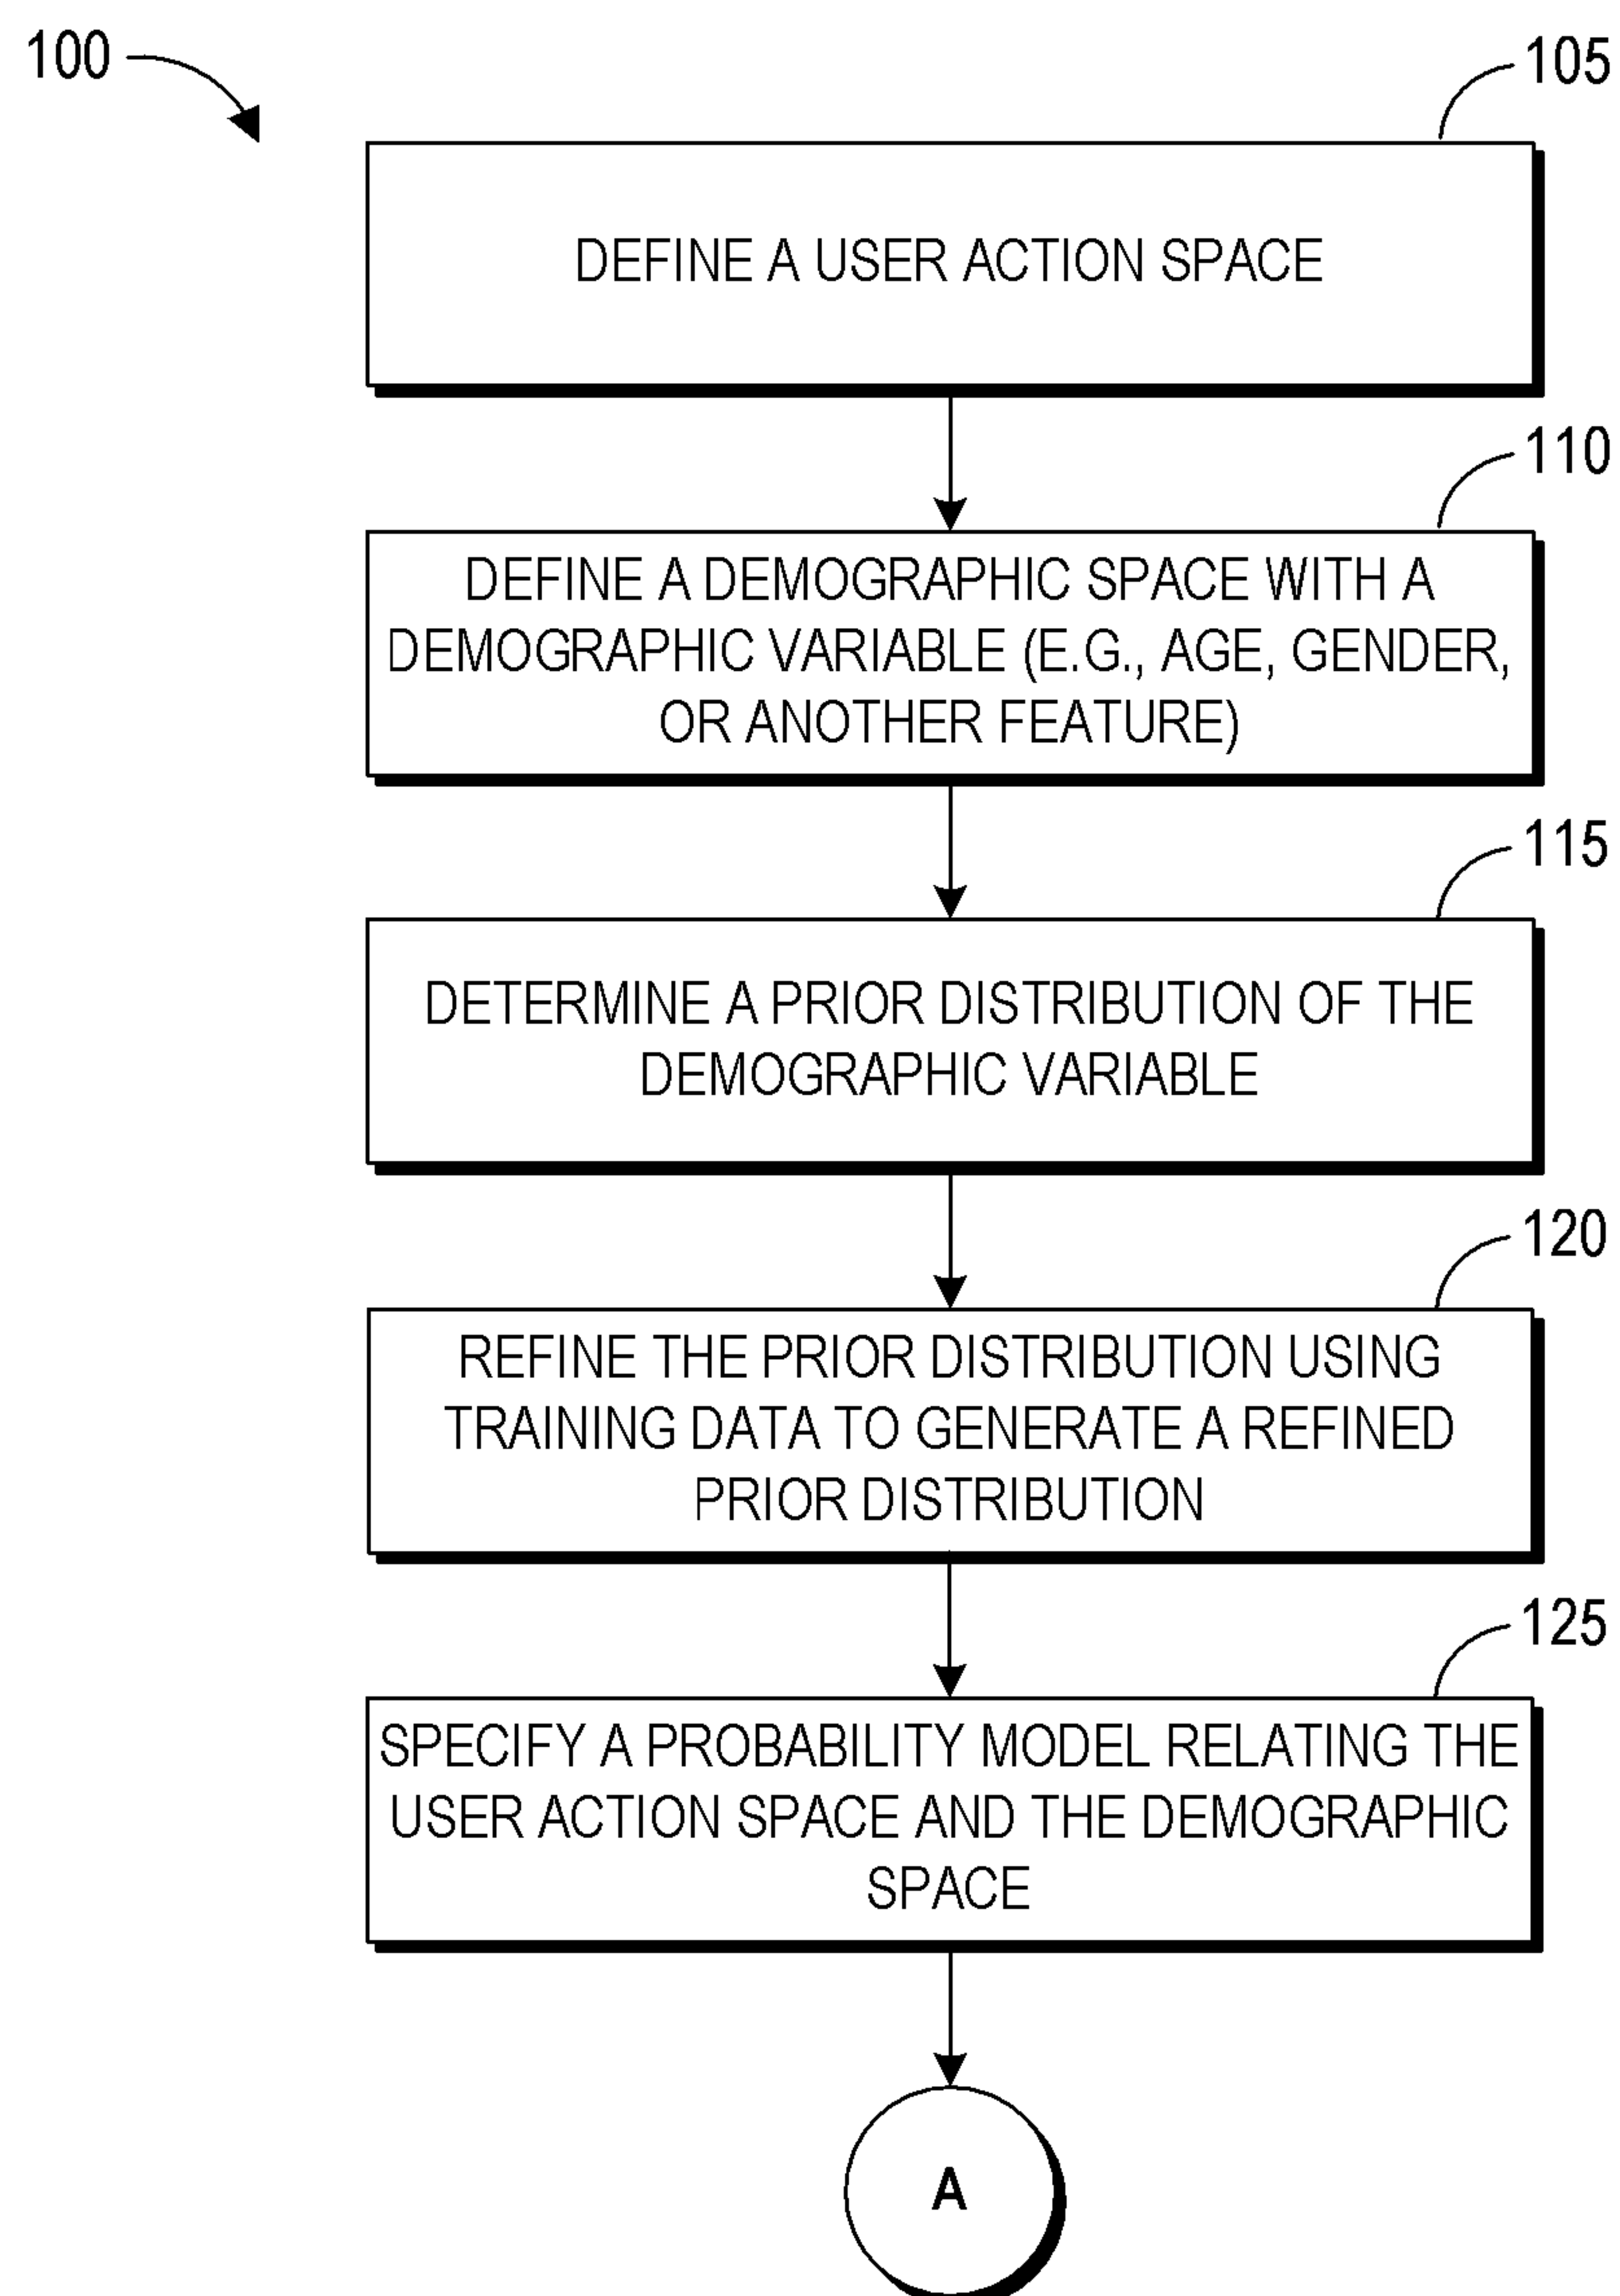 100
105
DEFINE A USER ACTION SPACE
110
DEFINE A DEMOGRAPHIC SPACE WITH A
DEMOGRAPHIC VARIABLE (E.G., AGE, GENDER,
OR ANOTHER FEATURE)
115
DETERMINE A PRIOR DISTRIBUTION OF THE
DEMOGRAPHIC VARIABLE
120
REFINE THE PRIOR DISTRIBUTION USING
TRAINING DATA TO GENERATE A REFINED
PRIOR DISTRIBUTION
125
SPECIFY A PROBABILITY MODEL RELATING THE
USER ACTION SPACE AND THE DEMOGRAPHIC
SPACE
A